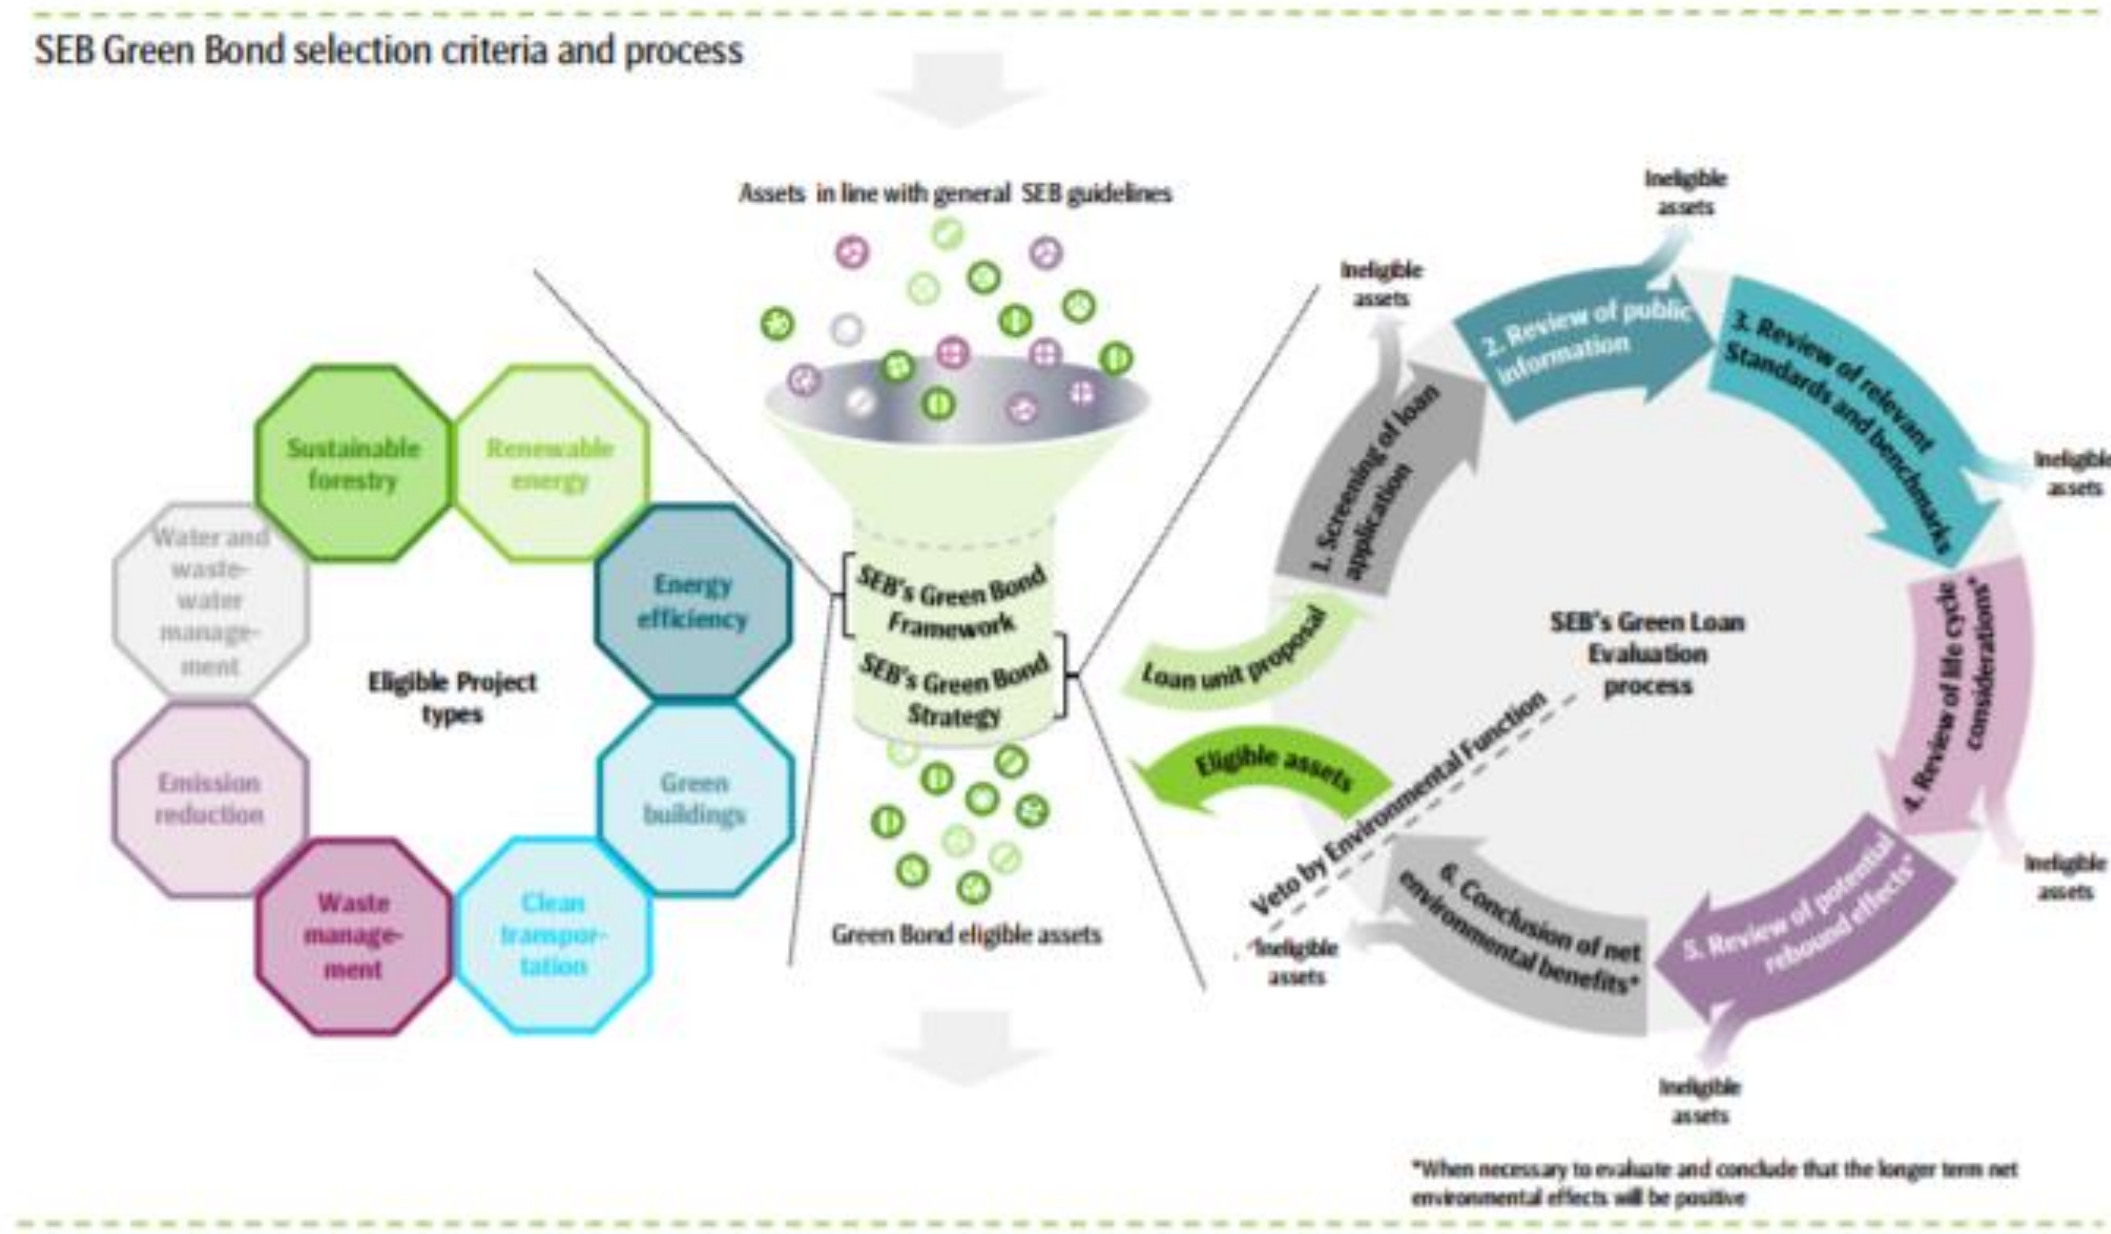 SEB Green Bond selection criteria and process
Assets in line with general SEB guidelines
Sustainable
forestry
Renewable
energy
Energy
efficiency
Green
buildings
Clean
transpor-
tation
Waste
manage-
ment
Emission
reduction
Water and
waste-
water
manage-
ment
Eligible Project
types
SEB's Green Bond
Framework
SEB's Green Bond
Strategy
Green Bond eligible assets
Loan unit proposal
1. Screening of loan
application
Ineligible
assets
2. Review of public
information
Ineligible
assets
3. Review of relevant
Standards and benchmarks
Ineligible
assets
4. Review of life cycle
considerations*
Ineligible
assets
5. Review of potential
rebound effects*
Ineligible
assets
6. Conclusion of net
environmental benefits*
Ineligible
assets
Veto by Environmental Function
Eligible assets
SEB's Green Loan
Evaluation
process
*When necessary to evaluate and conclude that the longer term net
environmental effects will be positive